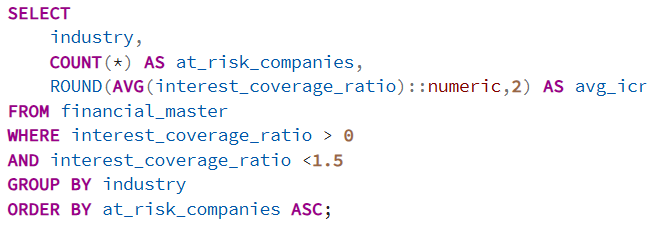 SELECT
    industry,
    COUNT(*) AS at_risk_companies,
    ROUND(AVG(interest_coverage_ratio)::numeric,2) AS avg_icr
FROM financial_master
WHERE interest_coverage_ratio > 0
AND interest_coverage_ratio <1.5
GROUP BY industry
ORDER BY at_risk_companies ASC;